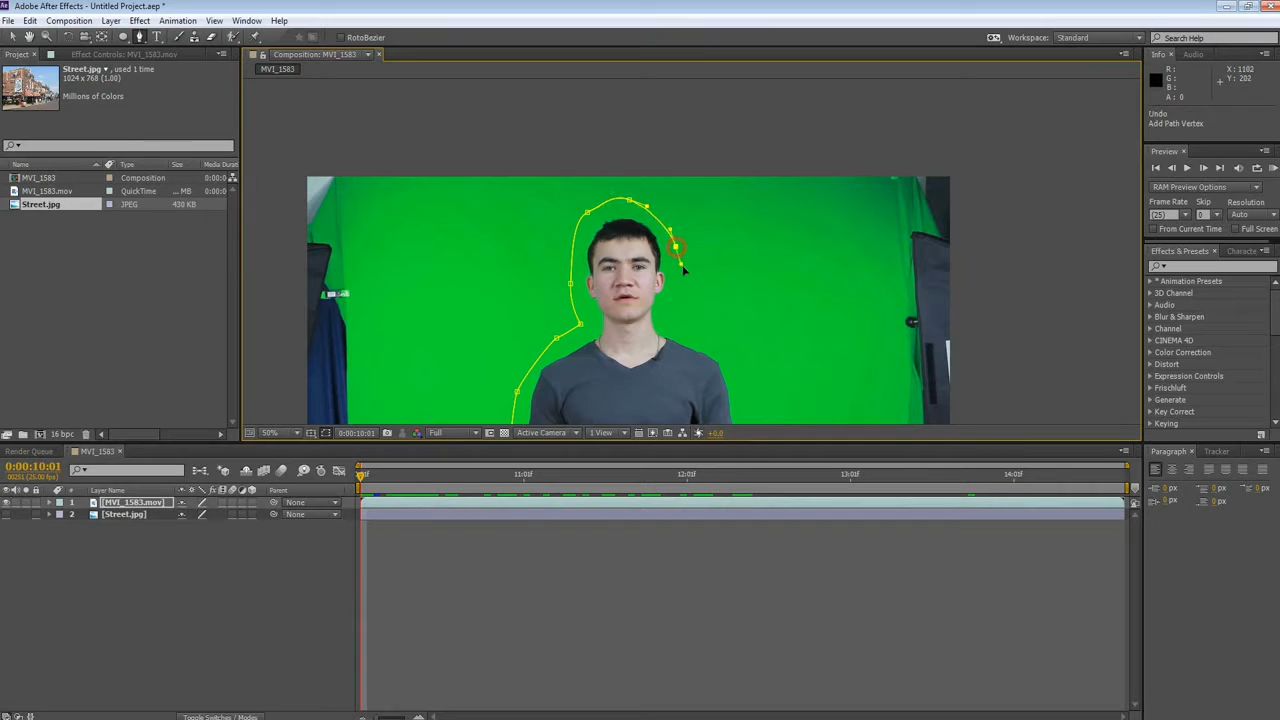 Adobe After Effects - Untitled Project.aep *
File Edit Composition Layer Effect Animation View Window Help
RotoBezier
Workspace: Standard
Search Help
Project
Effect Controls: MVI_1583.mov
Composition: MVI_1583
Info
Audio
Street.jpg , used 1 time
1024 x 768 (1.00)
Millions of Colors
MVI_1583
R :
G :
B :
A : 0
X : 1102
Y : 202
Undo
Add Path Vertex
Name Type Size Media Durati
MVI_1583 Composition 0:00:0
MVI_1583.mov QuickTime ... MB 0:00:0
Street.jpg JPEG 430 KB
Preview
RAM Preview Options
Frame Rate Skip Resolution
(25) 0 Auto
From Current Time Full Screen
Effects & Presets
Characte
* Animation Presets
3D Channel
Audio
Blur & Sharpen
Channel
CINEMA 4D
Color Correction
Distort
Expression Controls
Frischluft
Generate
Key Correct
Keying
16 bpc
50%
0:00:10:01
Full
Active Camera
1 View
+0,0
Render Queue
MVI_1583
0:00:10:01
00251 (25.00 fps)
11:01f
12:01f
13:01f
14:01f
# Layer Name Parent
1 [MVI_1583.mov] None
2 [Street.jpg] None
Paragraph
Tracker
0 px 0 px 0 px
0 px 0 px
Toggle Switches / Modes